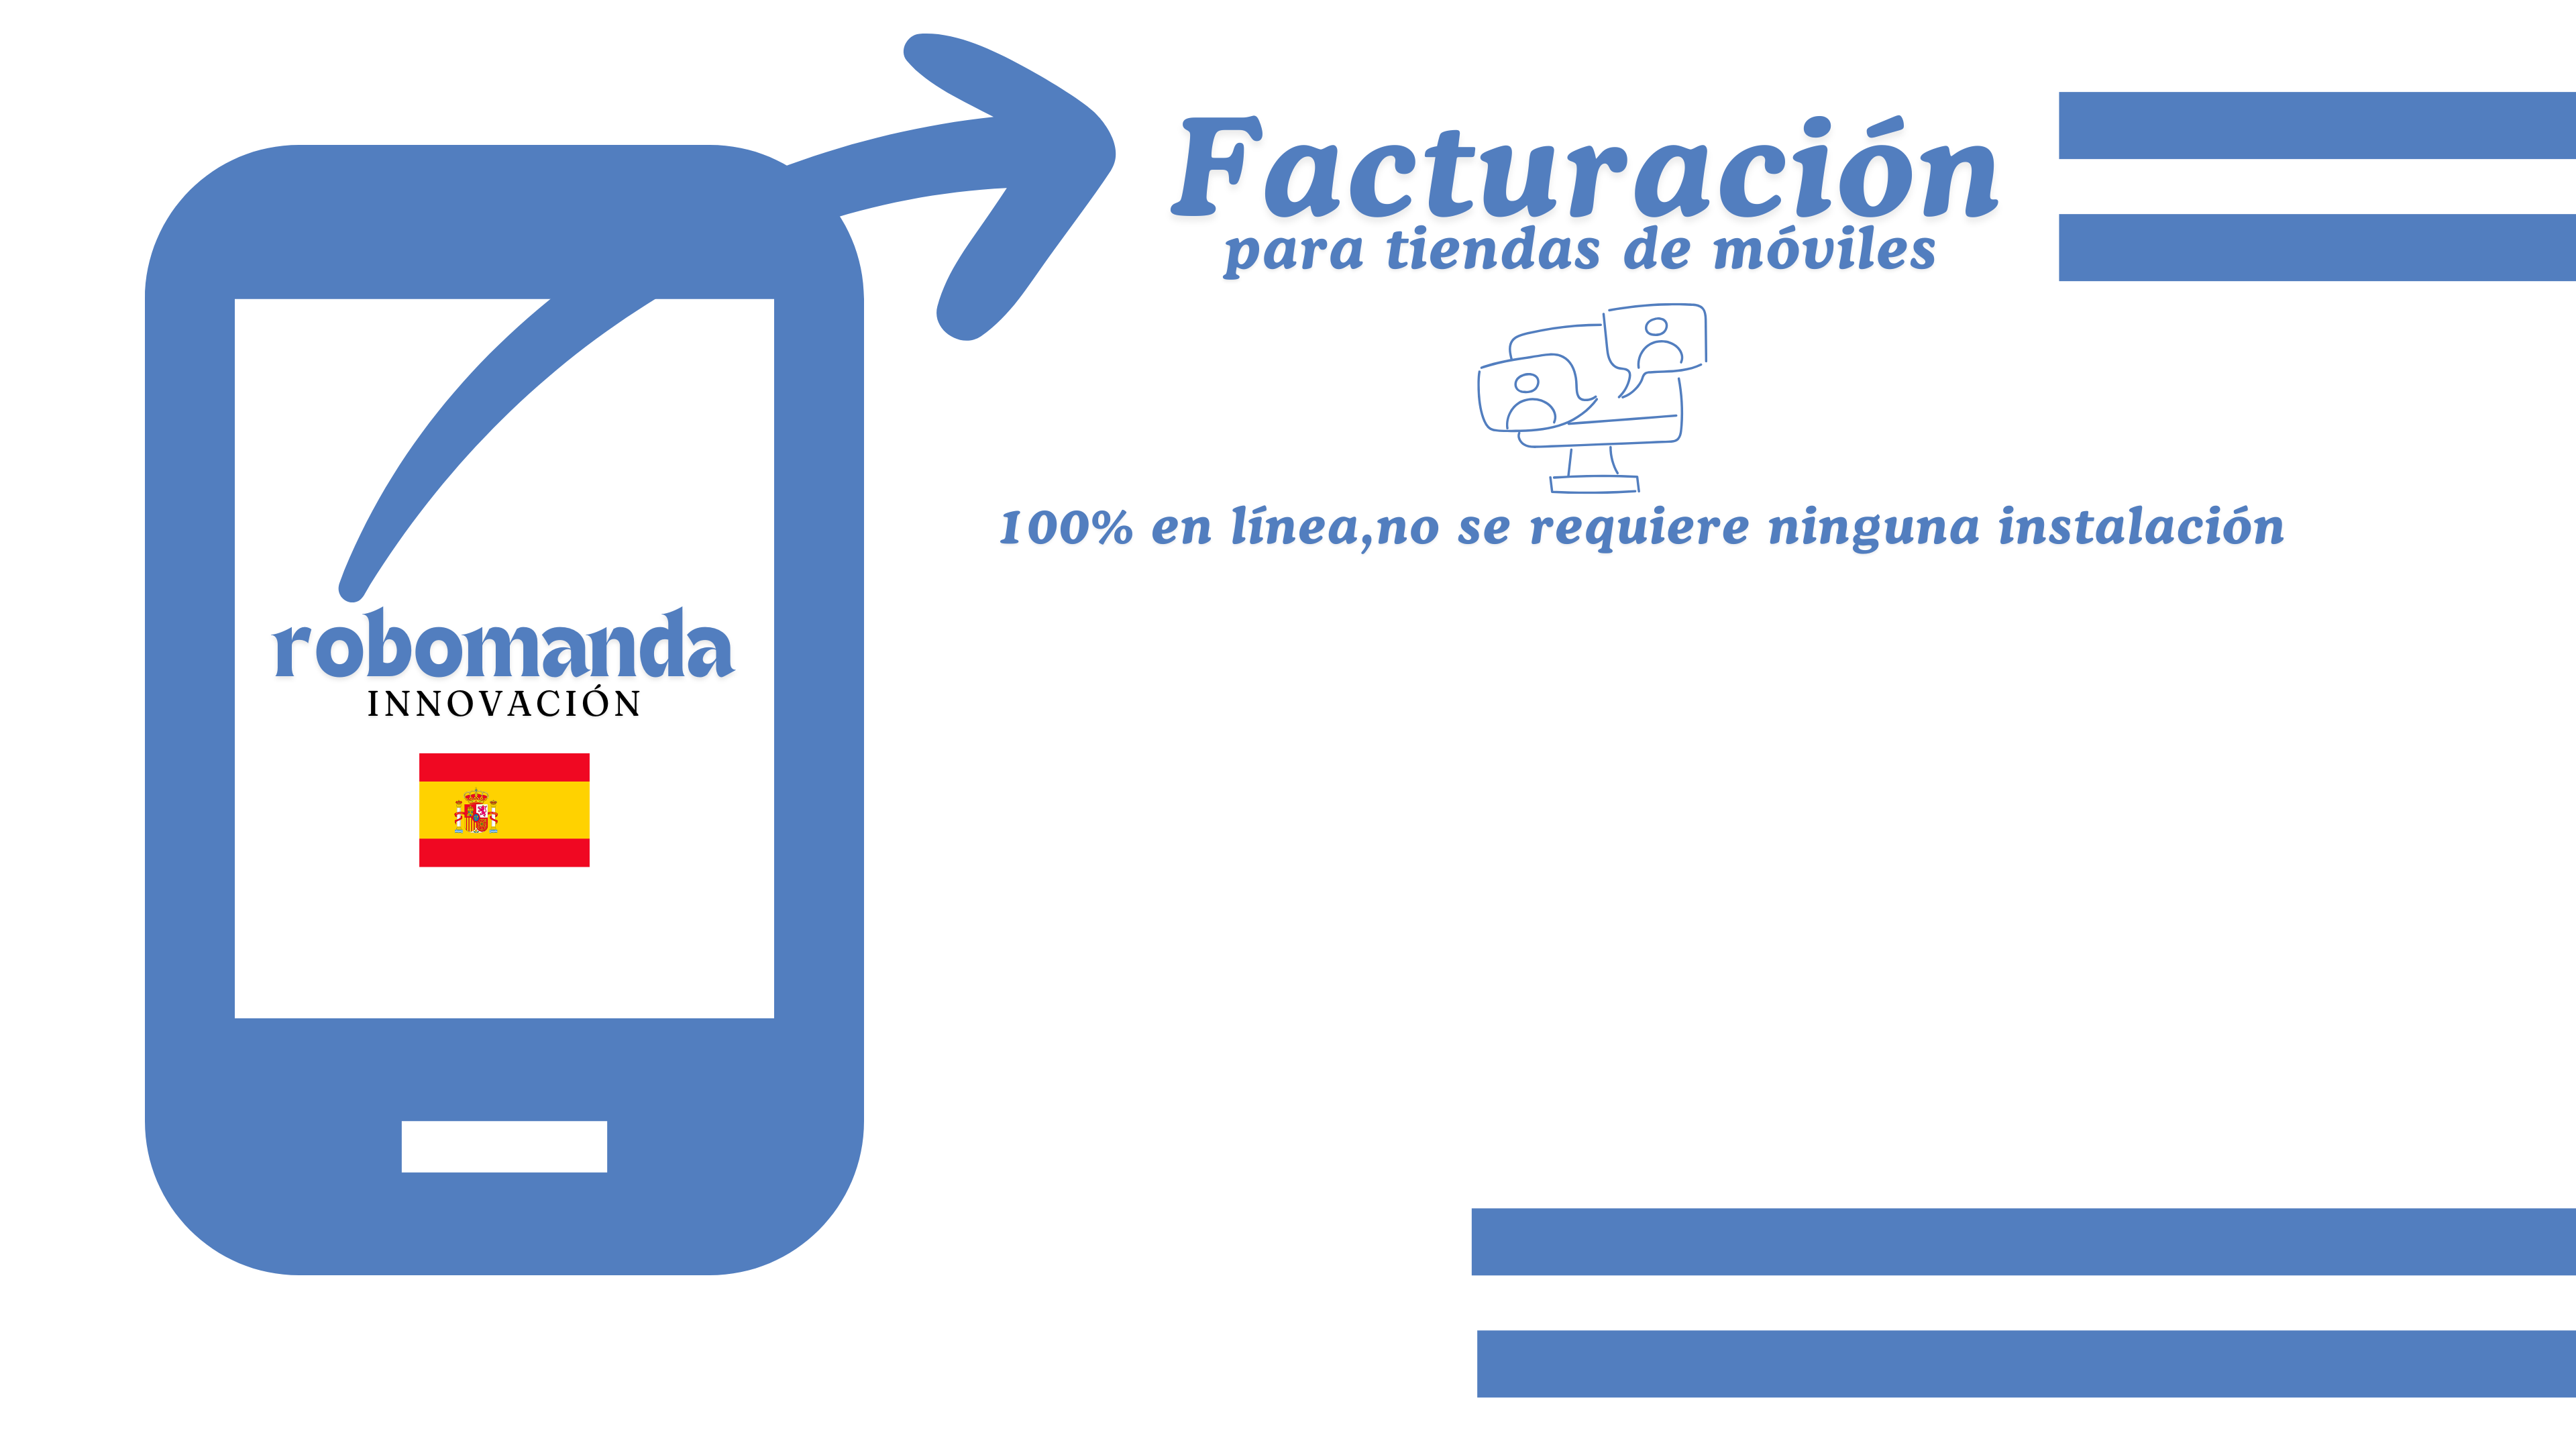 Facturación
para tiendas de móviles
100% en línea,no se requiere ninguna instalación
robomanda
INNOVACIÓN